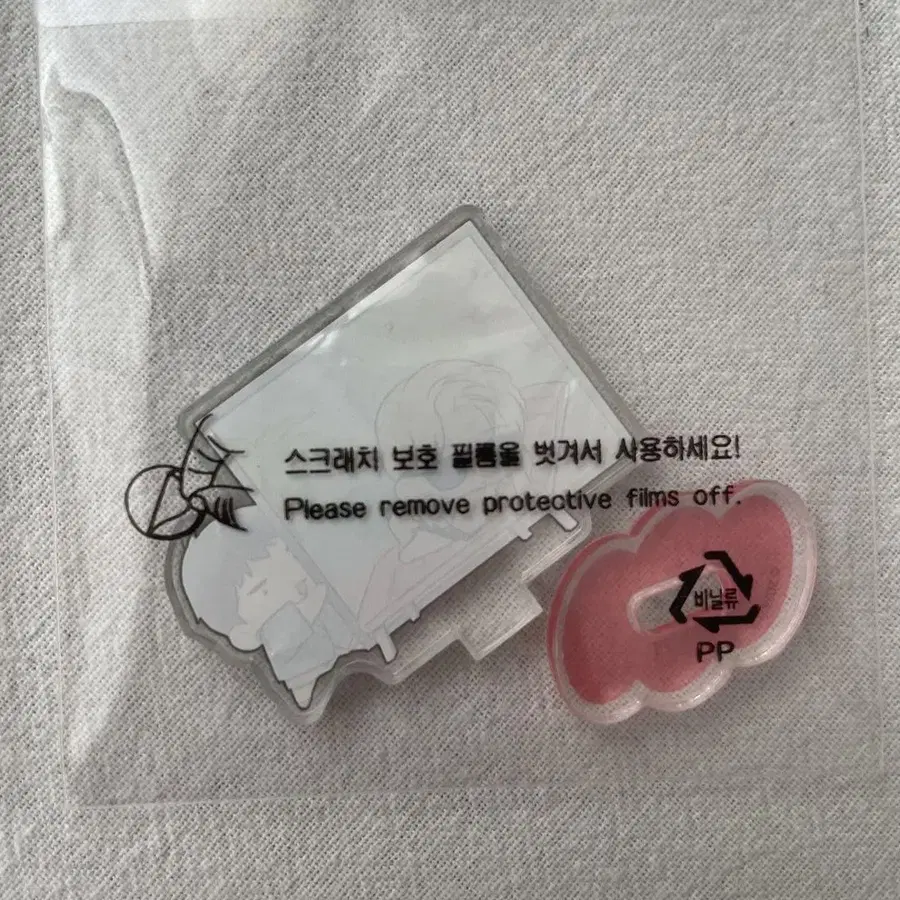 스크래치 보호 필름을 벗겨서 사용하세요!
Please remove protective films off.
비닐류
PP